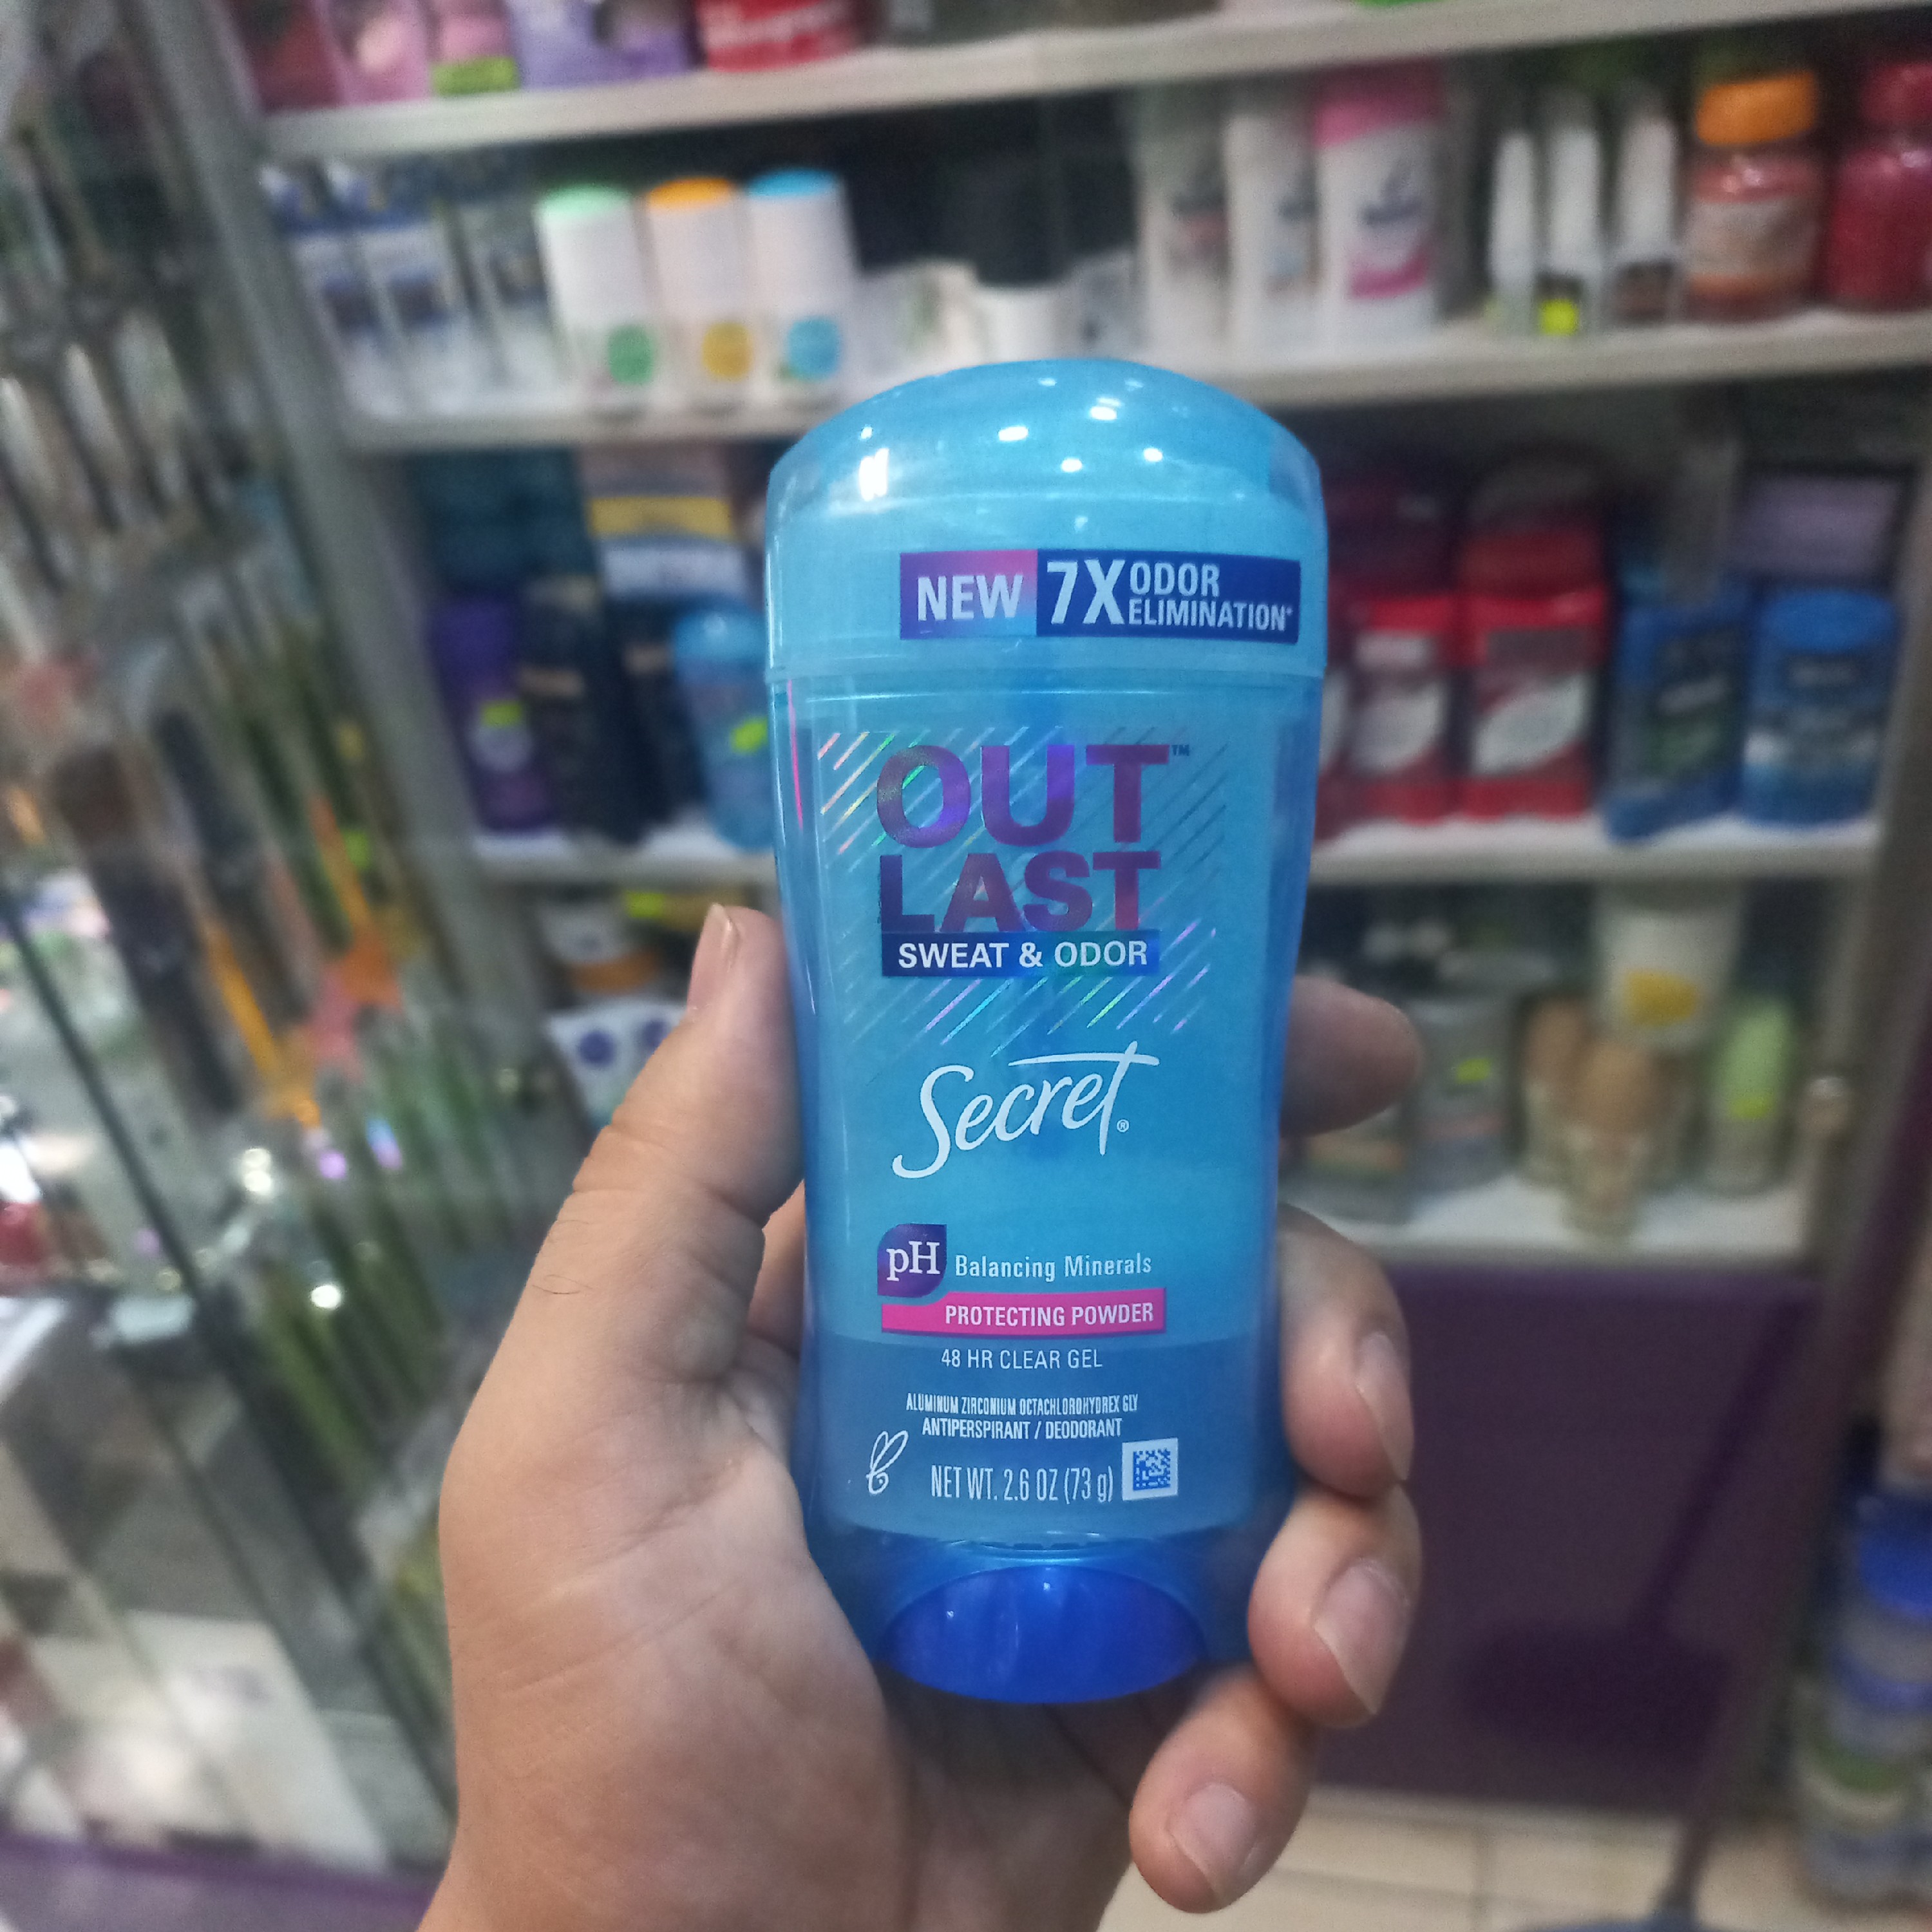 NEW 7X ODOR
ELIMINATION*
OUT™
LAST
SWEAT & ODOR
Secret®
pH Balancing Minerals
PROTECTING POWDER
48 HR CLEAR GEL
ALUMINUM ZIRCONIUM OCTACHLOROHYDREX GLY
ANTIPERSPIRANT / DEODORANT
NET WT. 2.6 OZ (73 g)